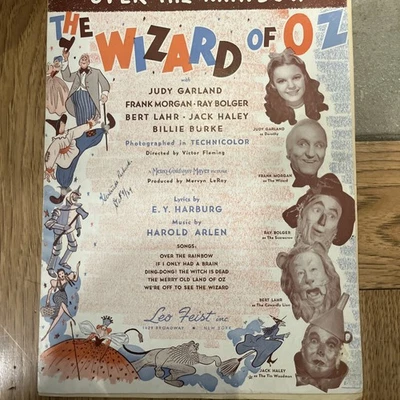 OVER THE RAINBOW
THE WIZARD OF OZ
with
JUDY GARLAND
FRANK MORGAN · RAY BOLGER
BERT LAHR · JACK HALEY
BILLIE BURKE
Photographed in TECHNICOLOR
Directed by Victor Fleming
A Metro-Goldwyn-Mayer PICTURE
Produced by Mervyn LeRoy
Lyrics by
E. Y. HARBURG
Music by
HAROLD ARLEN
SONGS:
OVER THE RAINBOW
IF I ONLY HAD A BRAIN
DING-DONG! THE WITCH IS DEAD
THE MERRY OLD LAND OF OZ
WE'RE OFF TO SEE THE WIZARD
Leo Feist inc.
1629 BROADWAY · NEW YORK
JUDY GARLAND
as Dorothy
FRANK MORGAN
as The Wizard
RAY BOLGER
as The Scarecrow
BERT LAHR
as The Cowardly Lion
JACK HALEY
as The Tin Woodman